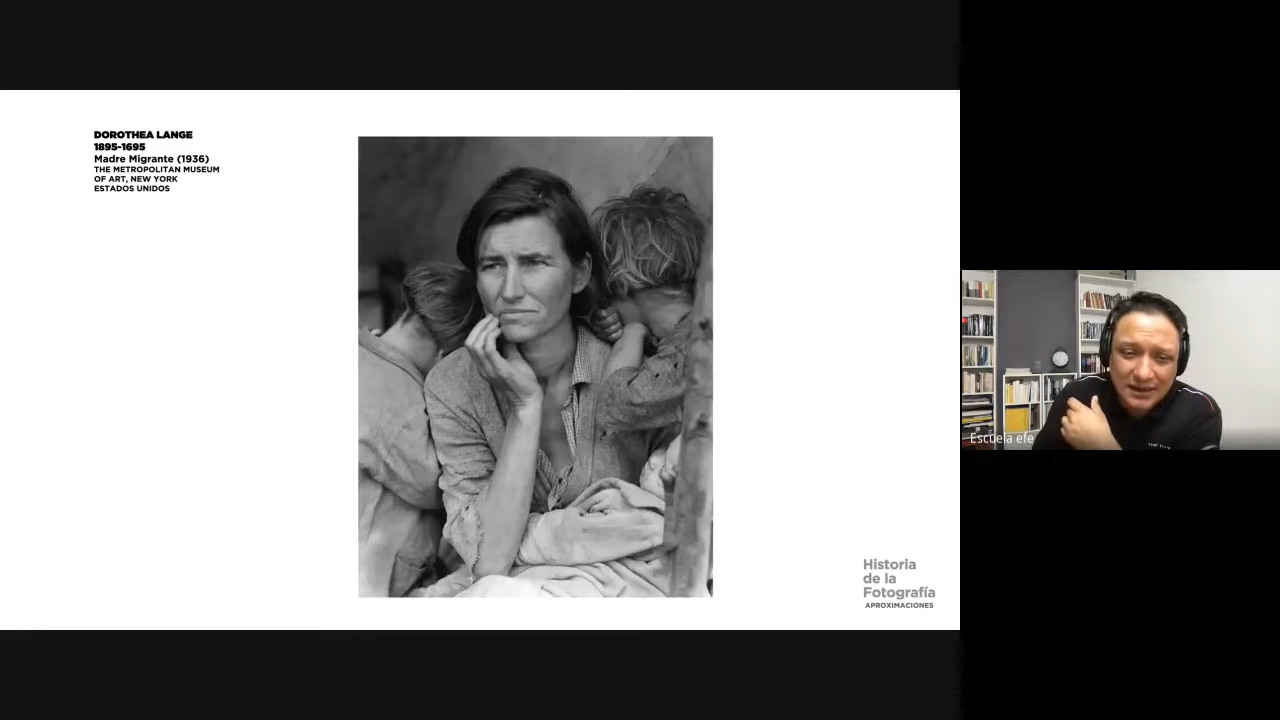 DOROTHEA LANGE
1895-1695
Madre Migrante (1936)
THE METROPOLITAN MUSEUM
OF ART, NEW YORK
ESTADOS UNIDOS
Historia
de la
Fotografía
APROXIMACIONES
Escuela efe